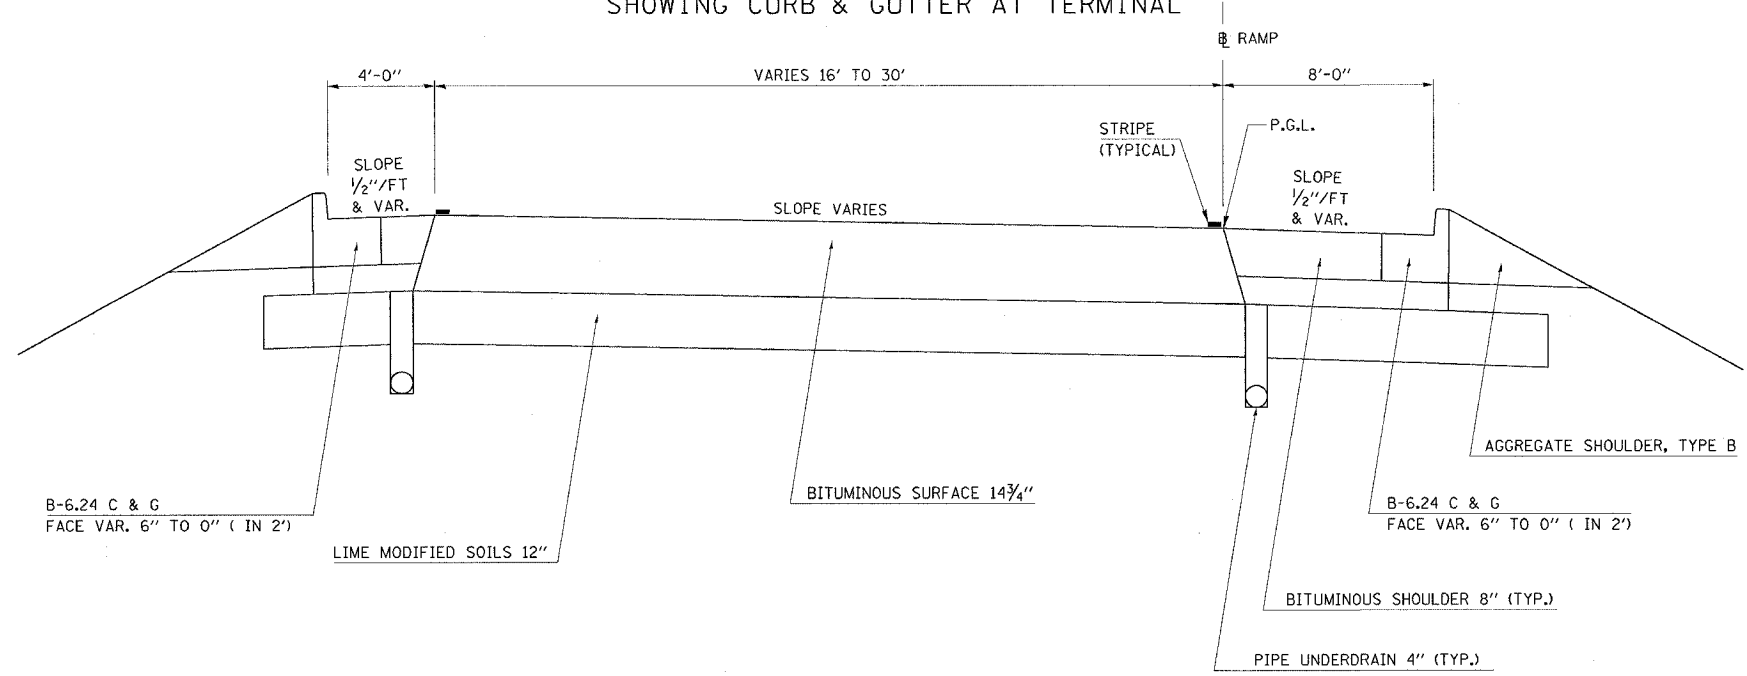 SHOWING CURB & GUTTER AT TERMINAL
℄ RAMP
4'-0"
VARIES 16' TO 30'
8'-0"
STRIPE
(TYPICAL)
P.G.L.
SLOPE
1/2"/FT
& VAR.
SLOPE
1/2"/FT
& VAR.
SLOPE VARIES
AGGREGATE SHOULDER, TYPE B
B-6.24 C & G
FACE VAR. 6" TO 0" ( IN 2')
BITUMINOUS SURFACE 14 3/4"
B-6.24 C & G
FACE VAR. 6" TO 0" ( IN 2')
LIME MODIFIED SOILS 12"
BITUMINOUS SHOULDER 8" (TYP.)
PIPE UNDERDRAIN 4" (TYP.)